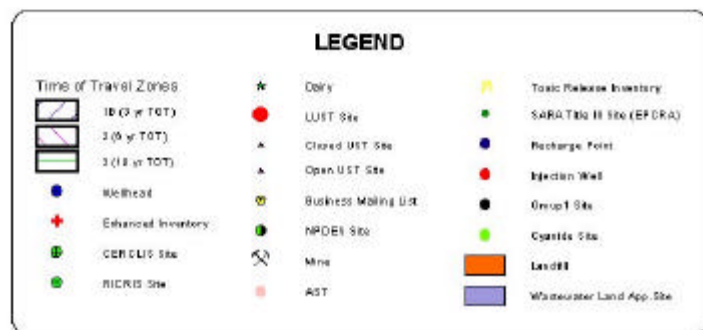 LEGEND
Time of Travel Zones
1B (3 yr TOT)
2 (6 yr TOT)
3 (10 yr TOT)
Wellhead
Enhanced Inventory
CERCLIS Site
RICRIS Site
Dairy
LUST Site
Closed UST Site
Open UST Site
Business Mailing List
NPDES Site
Mine
AST
Toxic Release Inventory
SARA Title III Site (EPCRA)
Recharge Point
Injection Well
Group1 Site
Cyanide Site
Landfill
Wastewater Land App. Site